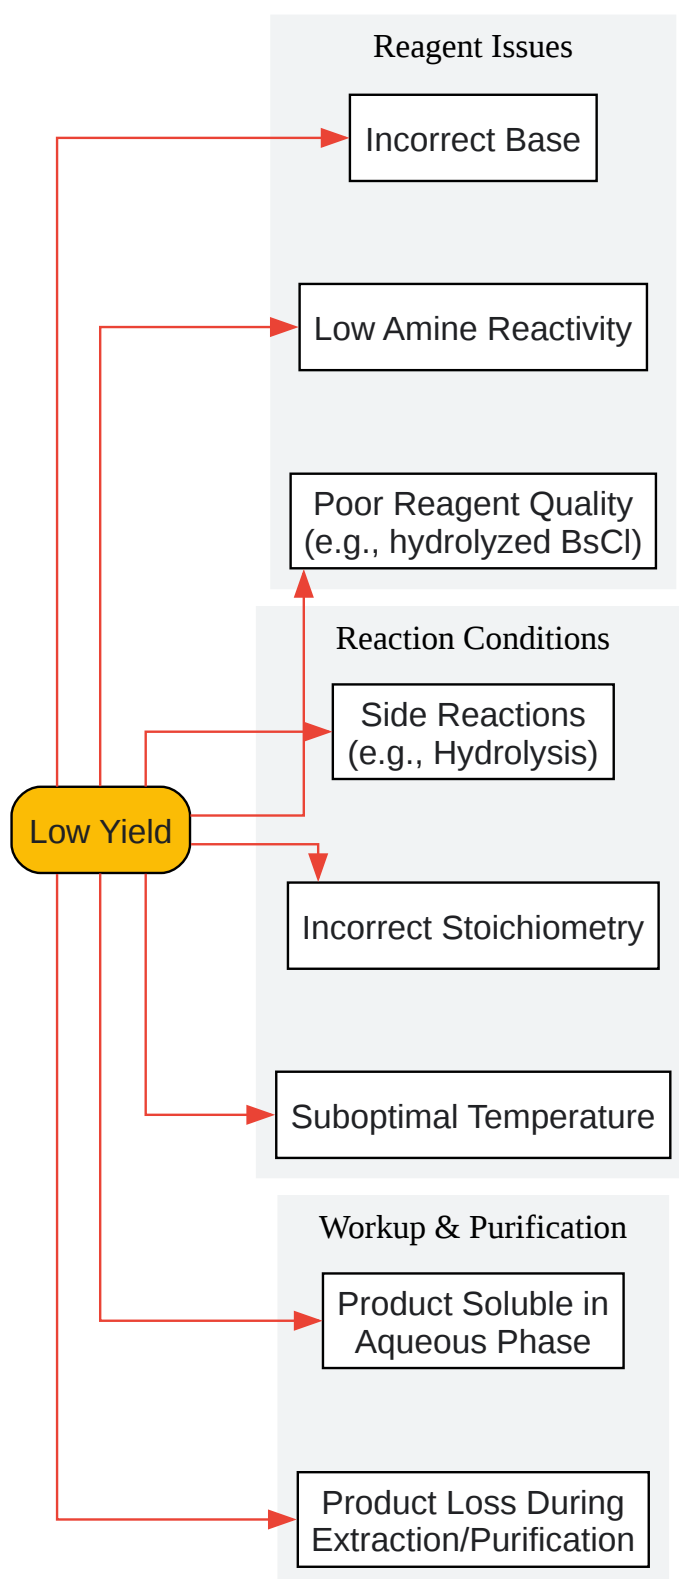 Reagent Issues
Incorrect Base
Low Amine Reactivity
Poor Reagent Quality
(e.g., hydrolyzed BsCl)
Reaction Conditions
Side Reactions
(e.g., Hydrolysis)
Low Yield
Incorrect Stoichiometry
Suboptimal Temperature
Workup & Purification
Product Soluble in
Aqueous Phase
Product Loss During
Extraction/Purification